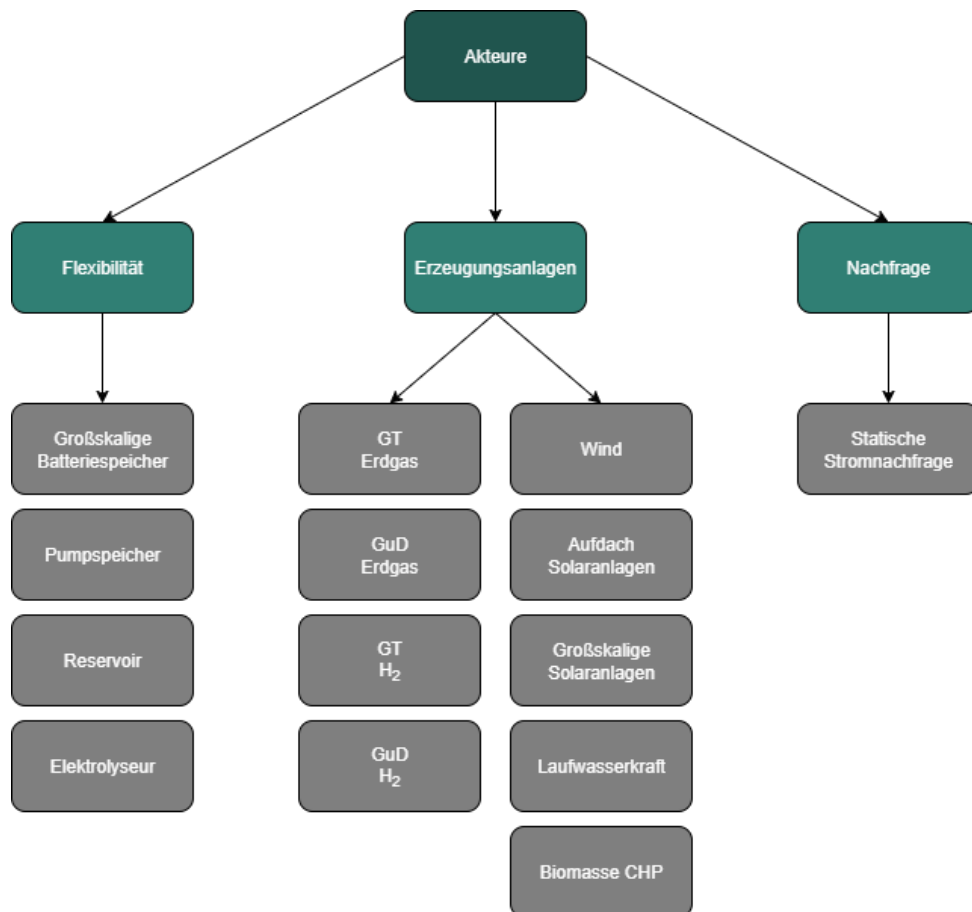 Akteure
Flexibilität
Erzeugungsanlagen
Nachfrage
Großskalige
Batteriespeicher
Pumpspeicher
Reservoir
Elektrolyseur
GT
Erdgas
GuD
Erdgas
GT
H₂
GuD
H₂
Wind
Aufdach
Solaranlagen
Großskalige
Solaranlagen
Laufwasserkraft
Biomasse CHP
Statische
Stromnachfrage